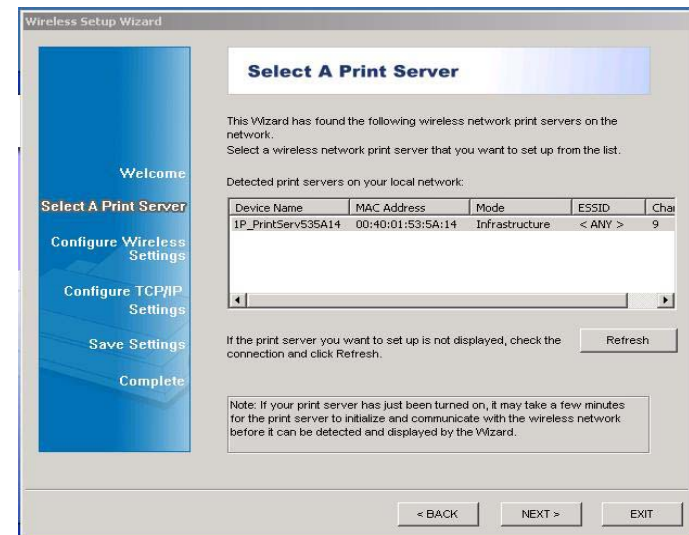 Wireless Setup Wizard
Select A Print Server
This Wizard has found the following wireless network print servers on the
network.
Select a wireless network print server that you want to set up from the list.
Welcome
Select A Print Server
Configure Wireless
Settings
Configure TCP/IP
Settings
Save Settings
Complete
Detected print servers on your local network:
Device Name MAC Address Mode ESSID Chai
1P_PrintServ535A14 00:40:01:53:5A:14 Infrastructure < ANY > 9
If the print server you want to set up is not displayed, check the
connection and click Refresh.
Refresh
Note: If your print server has just been turned on, it may take a few minutes
for the print server to initialize and communicate with the wireless network
before it can be detected and displayed by the Wizard.
< BACK NEXT > EXIT